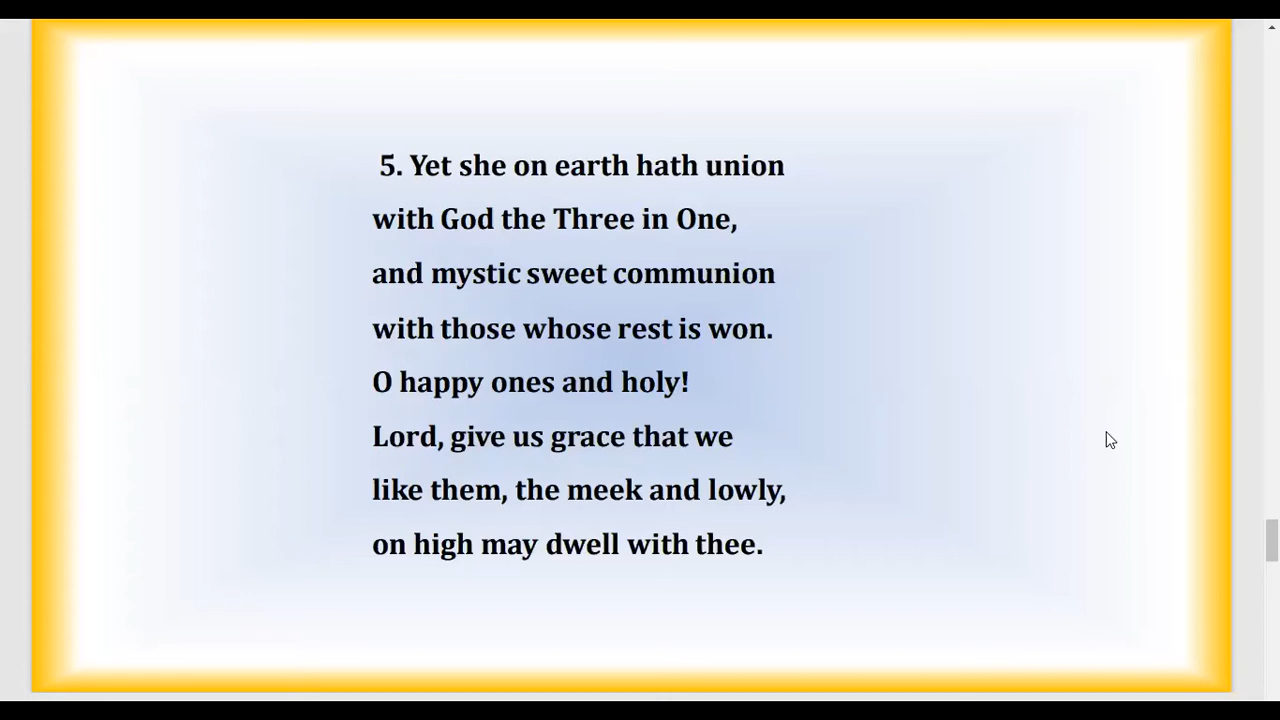 5. Yet she on earth hath union
with God the Three in One,
and mystic sweet communion
with those whose rest is won.
O happy ones and holy!
Lord, give us grace that we
like them, the meek and lowly,
on high may dwell with thee.